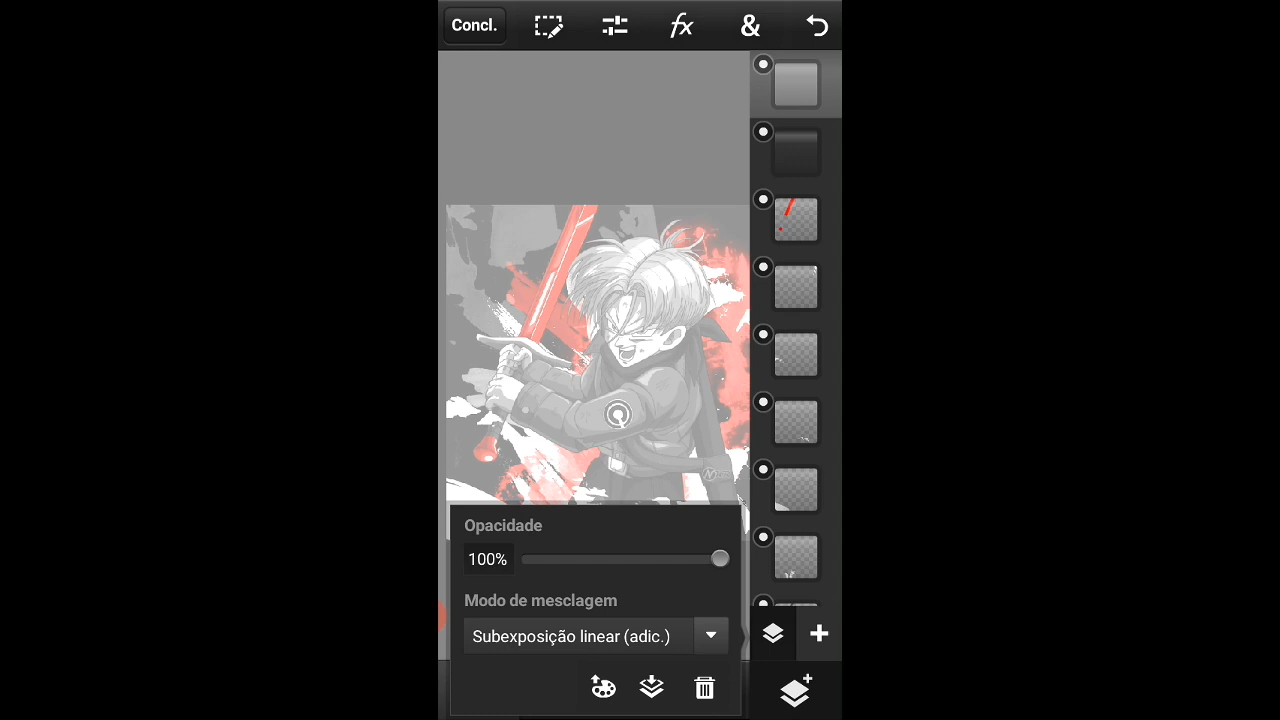 Concl.
fx
&
Opacidade
100%
Modo de mesclagem
Subexposição linear (adic.)